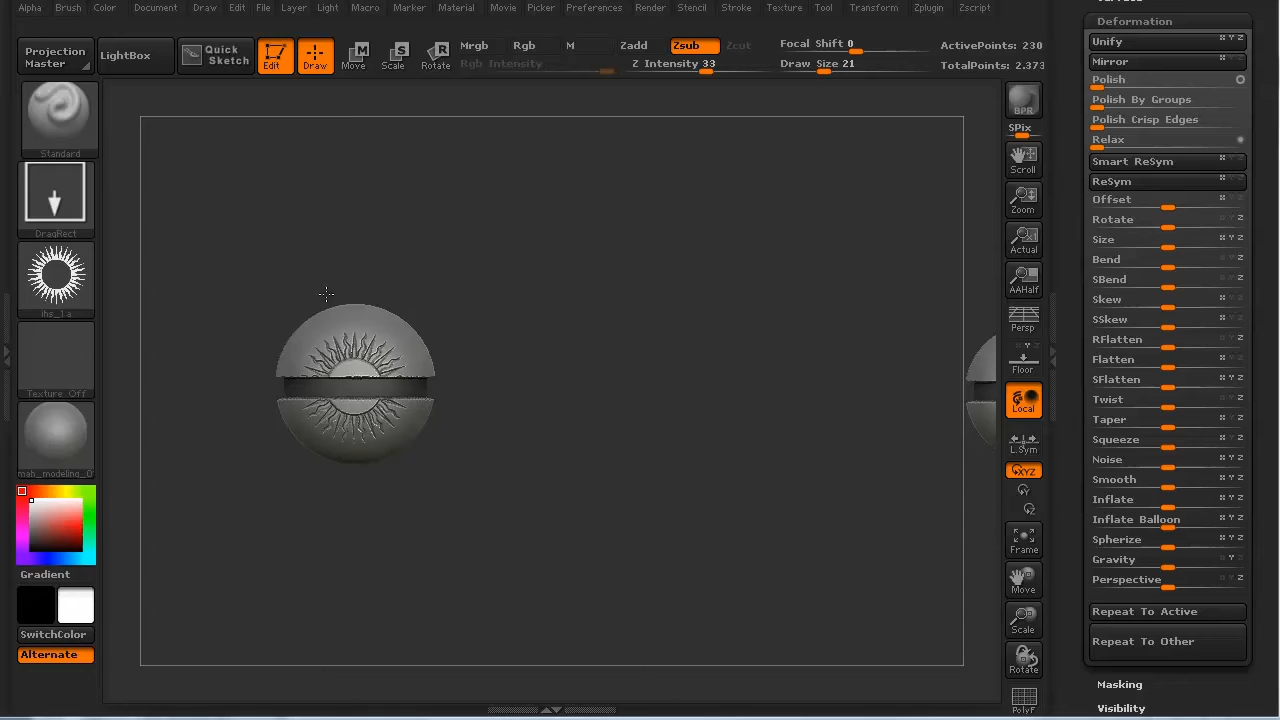 Alpha Brush Color Document Draw Edit File Layer Light Macro Marker Material Movie Picker Preferences Render Stencil Stroke Texture Tool Transform Zplugin Zscript
Projection Master
LightBox
Quick Sketch
Edit
Draw
Move
Scale
Rotate
Mrgb Rgb M Zadd Zsub Zcut
Rgb Intensity
Z Intensity 33
Focal Shift 0
Draw Size 21
ActivePoints: 230
TotalPoints: 2.373
Standard
DragRect
Texture Off
Gradient
SwitchColor
Alternate
BPR
SPix
Scroll
Zoom
Actual
AAHalf
Persp
Floor
Local
L.Sym
XYZ
Y
Z
Frame
Move
Scale
Rotate
PolyF
Deformation
Unify
Mirror
Polish
Polish By Groups
Polish Crisp Edges
Relax
Smart ReSym
ReSym
Offset
Rotate
Size
Bend
SBend
Skew
SSkew
RFlatten
Flatten
SFlatten
Twist
Taper
Squeeze
Noise
Smooth
Inflate
Inflate Balloon
Spherize
Gravity
Perspective
Repeat To Active
Repeat To Other
Masking
Visibility